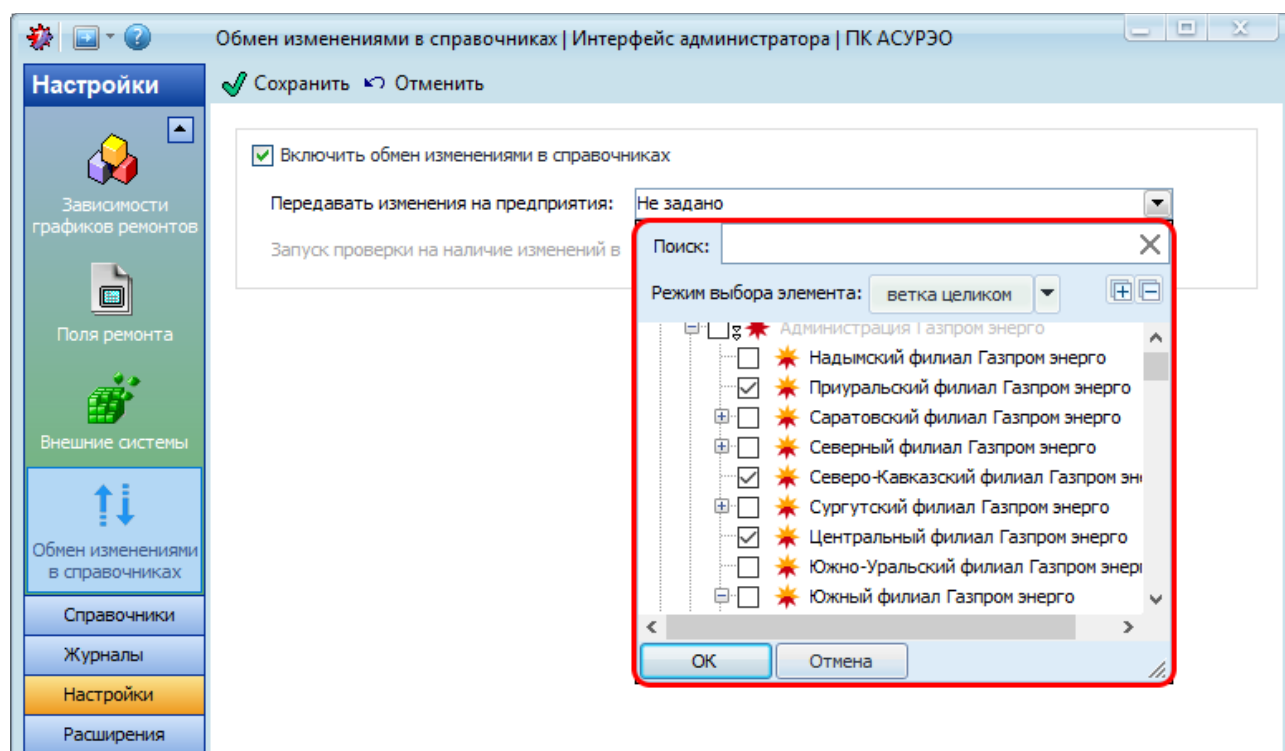 Обмен изменениями в справочниках | Интерфейс администратора | ПК АСУРЭО
Настройки
Сохранить Отменить
Зависимости
графиков ремонтов
Поля ремонта
Внешние системы
Обмен изменениями
в справочниках
Справочники
Журналы
Настройки
Расширения
Включить обмен изменениями в справочниках
Передавать изменения на предприятия: Не задано
Запуск проверки на наличие изменений в
Поиск:
Режим выбора элемента: ветка целиком
Администрация Газпром энерго
Надымский филиал Газпром энерго
Приуральский филиал Газпром энерго
Саратовский филиал Газпром энерго
Северный филиал Газпром энерго
Северо-Кавказский филиал Газпром эн
Сургутский филиал Газпром энерго
Центральный филиал Газпром энерго
Южно-Уральский филиал Газпром энер
Южный филиал Газпром энерго
ОК Отмена